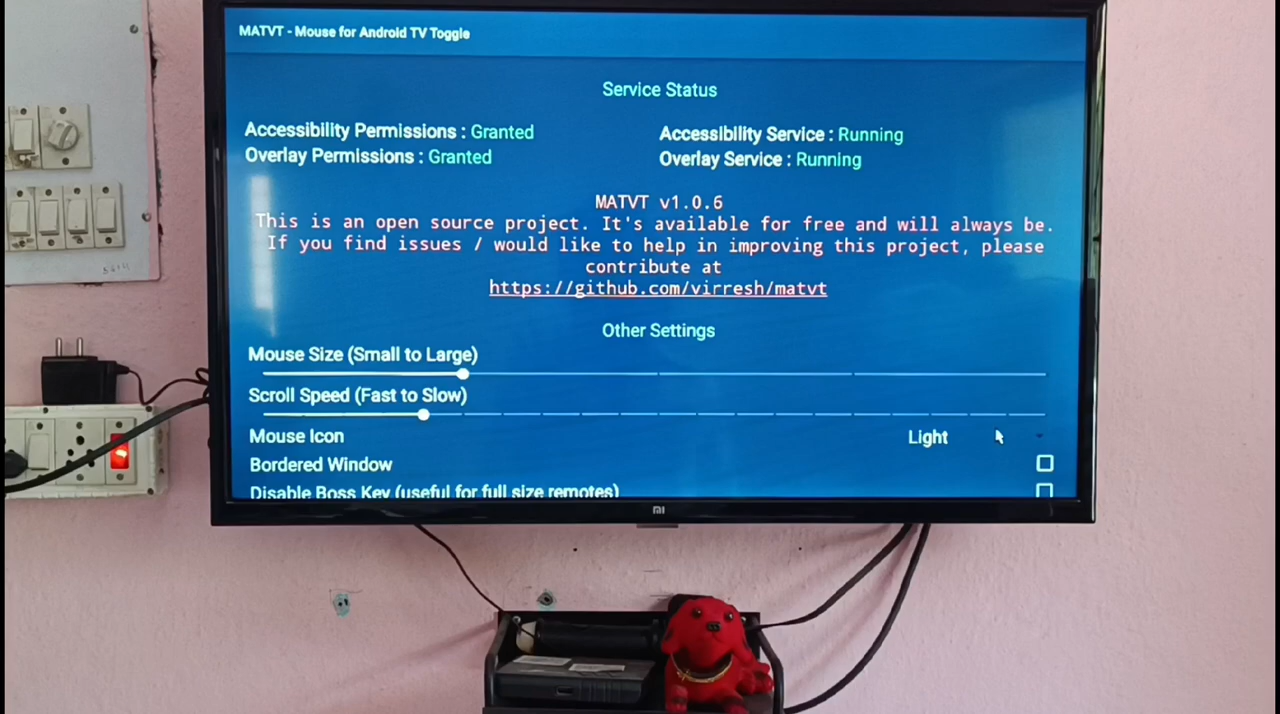 MATVT - Mouse for Android TV Toggle
Service Status
Accessibility Permissions : Granted
Overlay Permissions : Granted
Accessibility Service : Running
Overlay Service : Running
MATVT v1.0.6
This is an open source project. It's available for free and will always be.
If you find issues / would like to help in improving this project, please
contribute at
https://github.com/virresh/matvt
Other Settings
Mouse Size (Small to Large)
Scroll Speed (Fast to Slow)
Mouse Icon
Light
Bordered Window
Disable Boss Key (useful for full size remotes)
mi